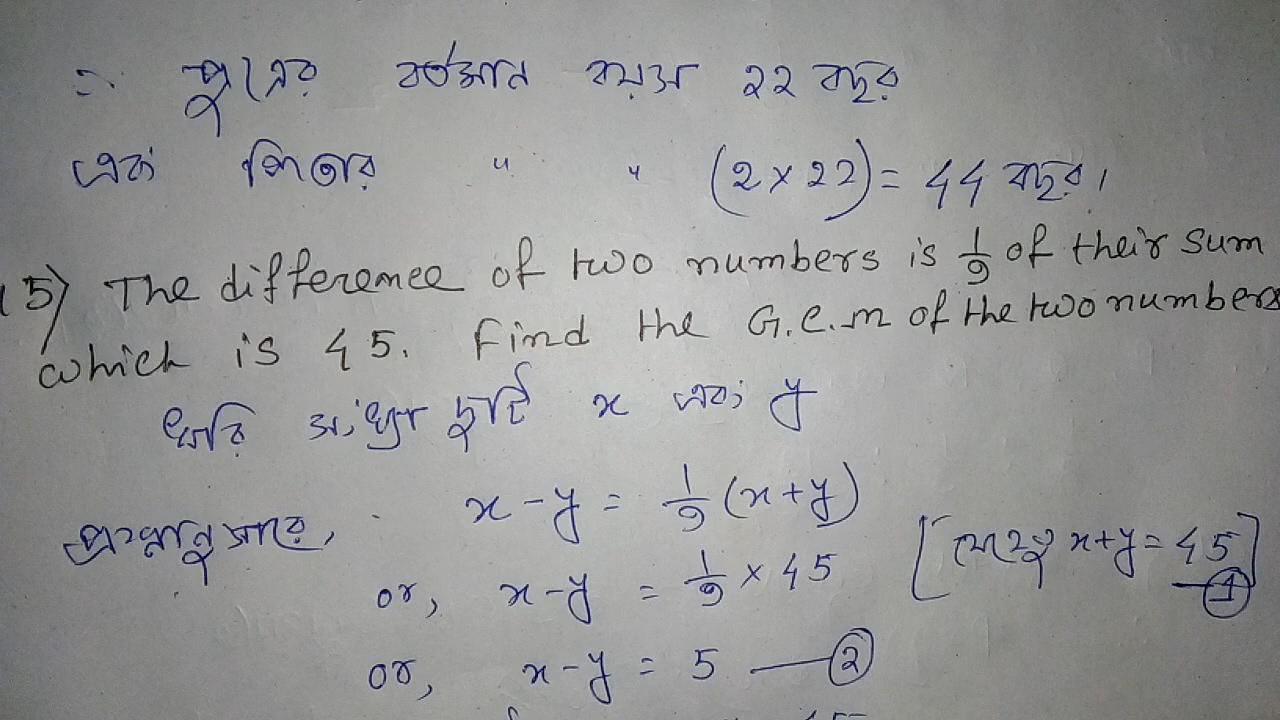 ∴ পুত্রের বর্তমান বয়স ২২ বছর
এবং পিতার " " (2 × 22) = 44 বছর।
15) The difference of two numbers is 1/9 of their sum
which is 45. Find the G.C.M of the two numbers
ধরি সংখ্যা দুটি x এবং y
প্রশ্নানুসারে, x - y = 1/9 (x + y)
or, x - y = 1/9 × 45 [যেহেতু x + y = 45] — ①
or, x - y = 5 — ②